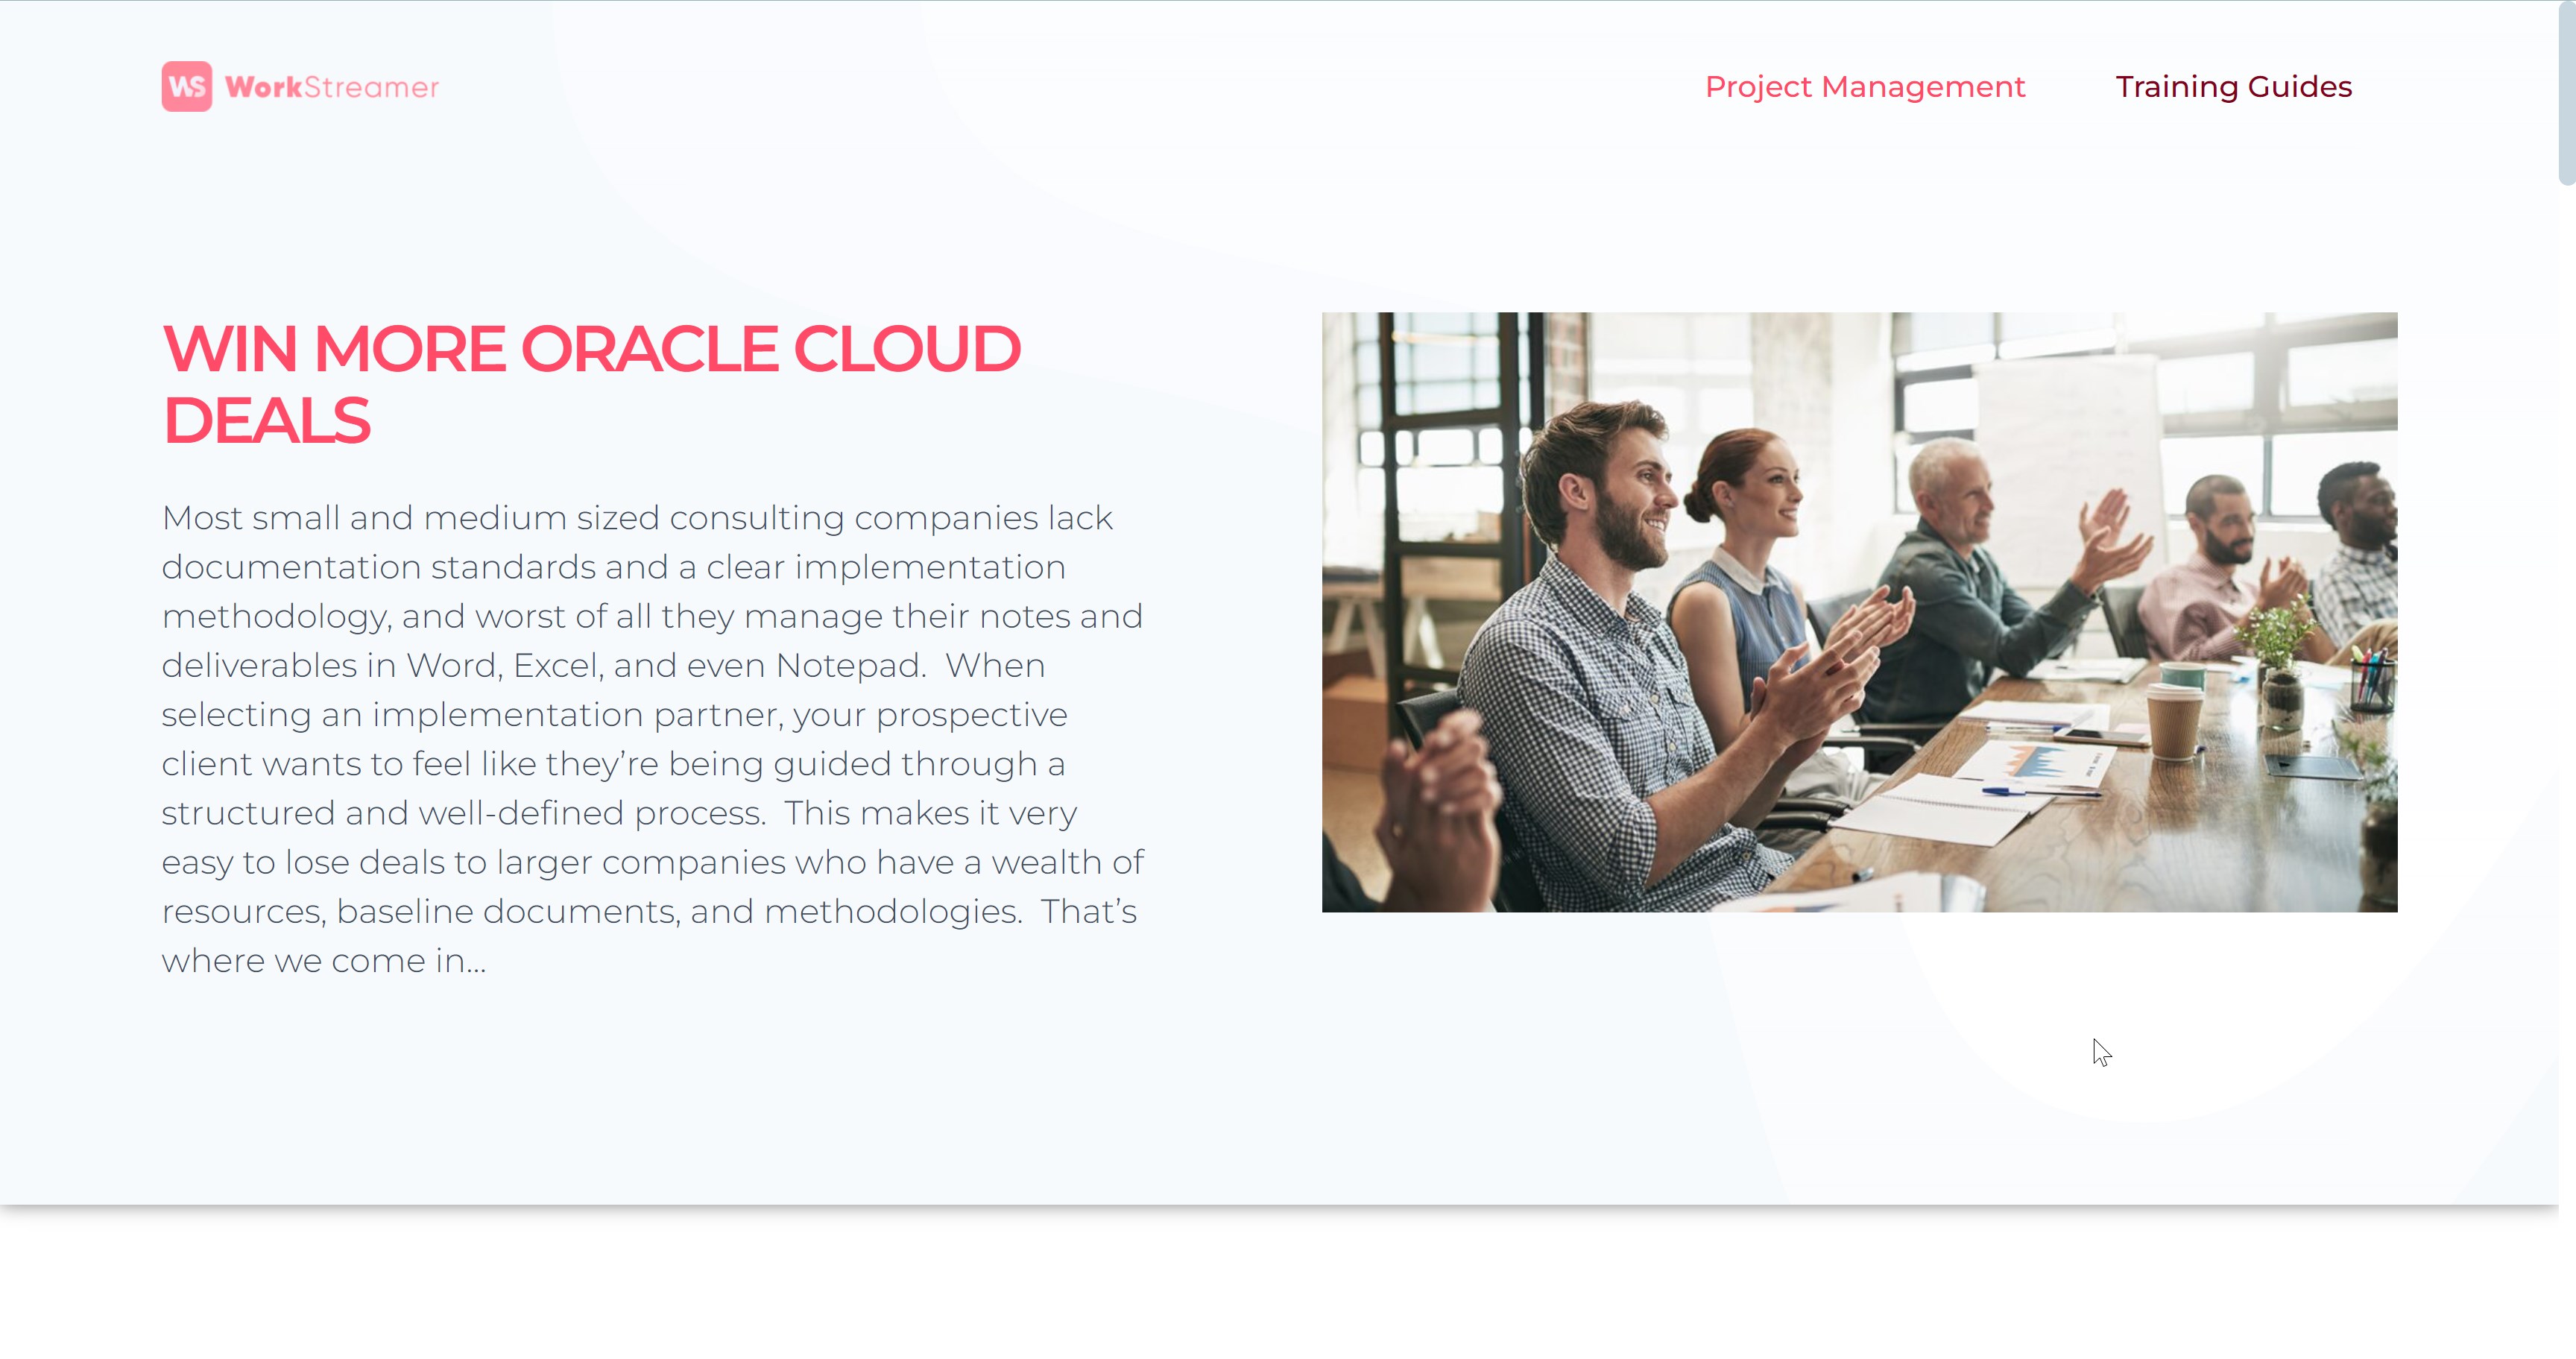 WS WorkStreamer
Project Management
Training Guides
WIN MORE ORACLE CLOUD
DEALS
Most small and medium sized consulting companies lack
documentation standards and a clear implementation
methodology, and worst of all they manage their notes and
deliverables in Word, Excel, and even Notepad.  When
selecting an implementation partner, your prospective
client wants to feel like they’re being guided through a
structured and well-defined process.  This makes it very
easy to lose deals to larger companies who have a wealth of
resources, baseline documents, and methodologies.  That’s
where we come in...